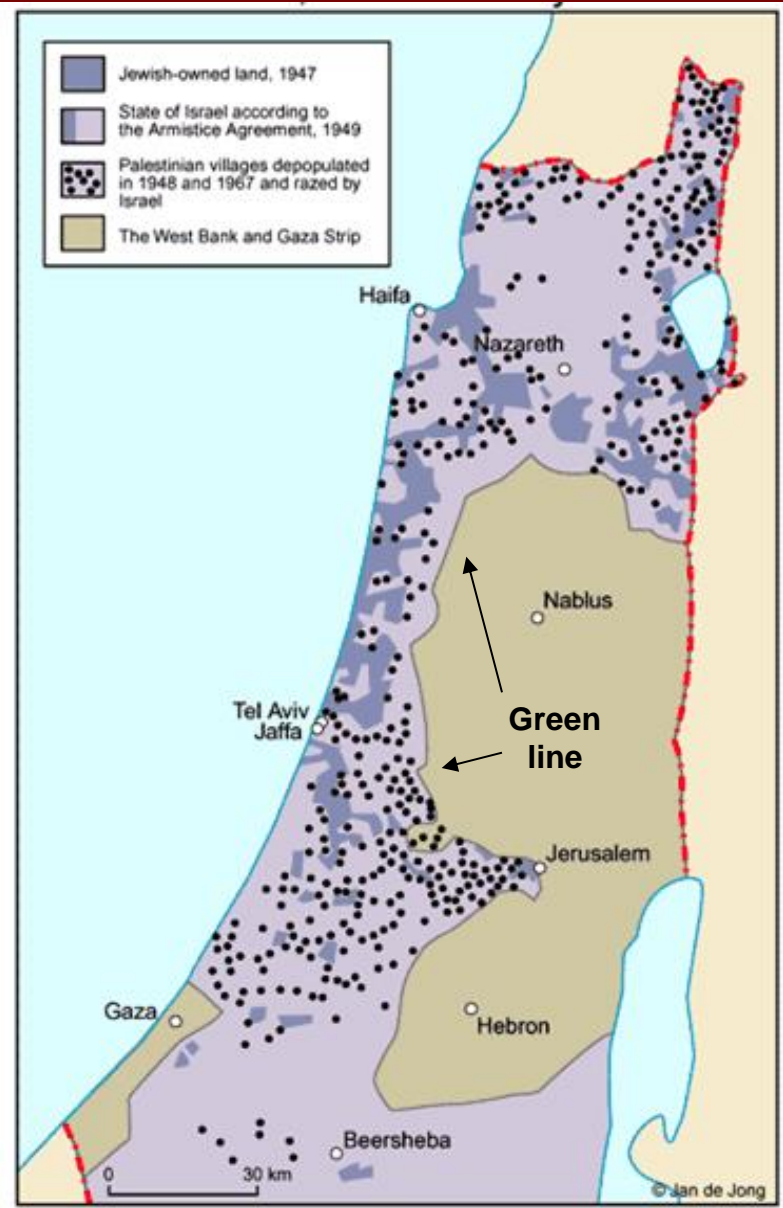 Jewish-owned land, 1947
State of Israel according to
the Armistice Agreement, 1949
Palestinian villages depopulated
in 1948 and 1967 and razed by
Israel
The West Bank and Gaza Strip
Haifa
Nazareth
Nablus
Green
line
Tel Aviv
Jaffa
Jerusalem
Gaza
Hebron
Beersheba
0 30 km
© Jan de Jong